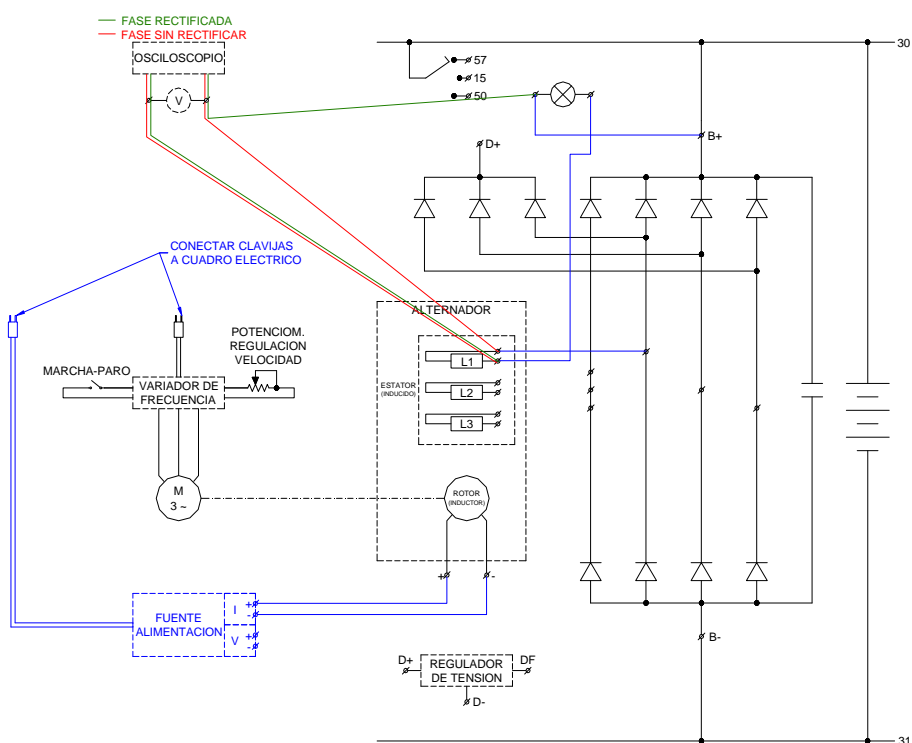 FASE RECTIFICADA
FASE SIN RECTIFICAR
OSCILOSCOPIO
V
57
15
50
30
B+
D+
CONECTAR CLAVIJAS
A CUADRO ELECTRICO
POTENCIOM.
REGULACION
VELOCIDAD
MARCHA-PARO
VARIADOR DE
FRECUENCIA
M
3 ~
ALTERNADOR
ESTATOR
(INDUCIDO)
L1
L2
L3
ROTOR
(INDUCTOR)
+
-
FUENTE
ALIMENTACION
I
+
-
V
+
-
B-
D+
REGULADOR
DE TENSION
DF
D-
31